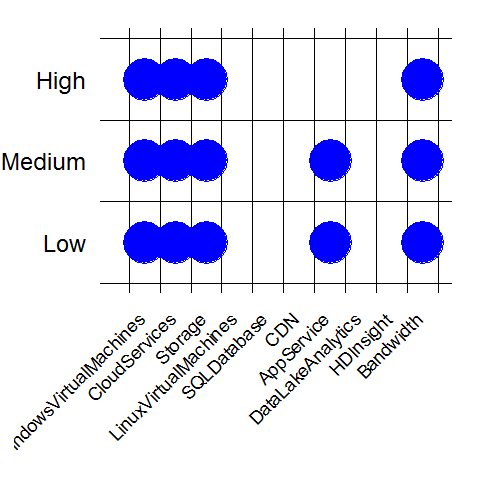 High
Medium
Low
ndowsVirtualMachines
CloudServices
Storage
LinuxVirtualMachines
SQLDatabase
CDN
AppService
DataLakeAnalytics
HDInsight
Bandwidth